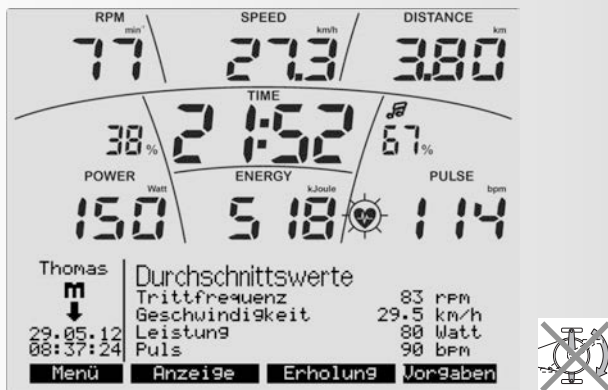 RPM SPEED DISTANCE
min⁻¹ km/h km
77 27.3 3.80
TIME
38% 21:52 67%
POWER ENERGY PULSE
Watt kJoule bpm
150 518 114
Thomas
m
29.05.12
08:37:24
Durchschnittswerte
Trittfrequenz 83 rpm
Geschwindigkeit 29.5 km/h
Leistung 80 Watt
Puls 90 bpm
Menü Anzeige Erholung Vorgaben